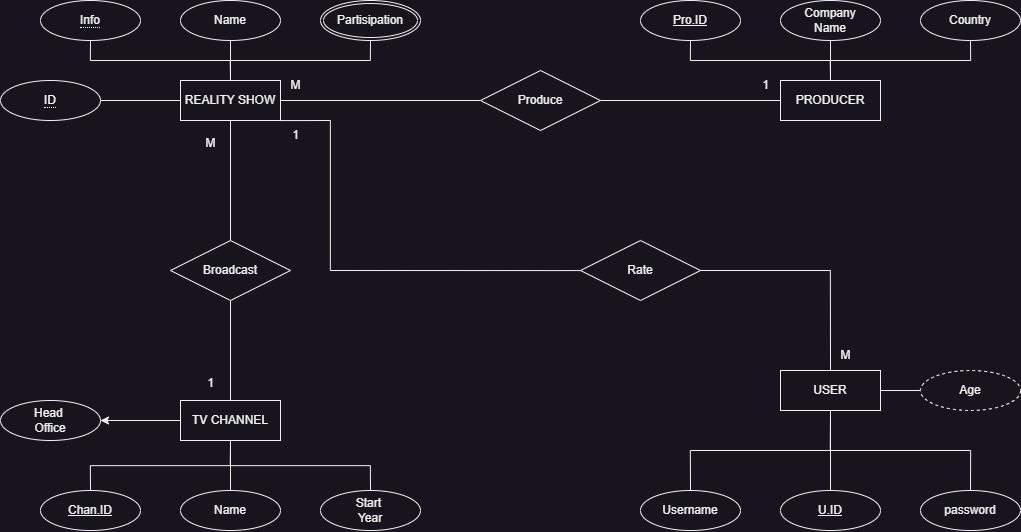 Info
Name
Partisipation
Pro.ID
Company
Name
Country
ID
REALITY SHOW
M
Produce
1
PRODUCER
M
1
Broadcast
Rate
1
M
Head
Office
TV CHANNEL
USER
Age
Chan.ID
Name
Start
Year
Username
U.ID
password